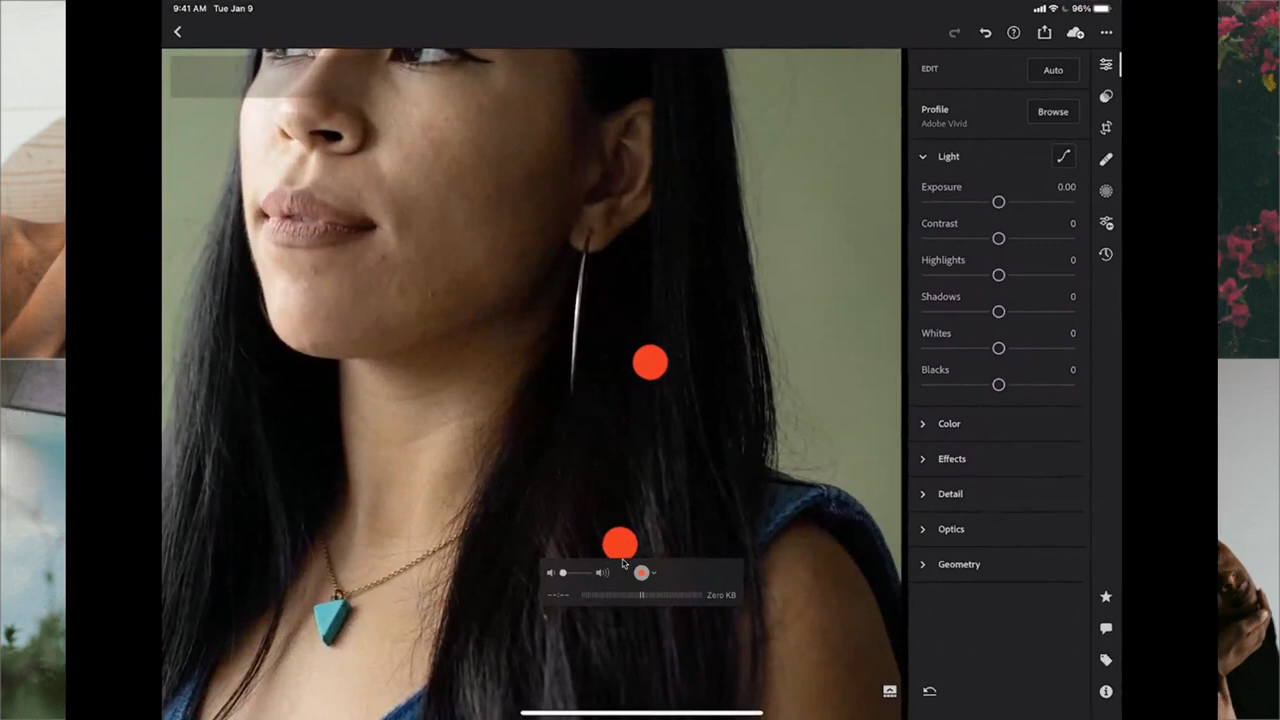 9:41 AM Tue Jan 9
96%
EDIT
Auto
Profile
Adobe Vivid
Browse
Light
Exposure 0.00
Contrast 0
Highlights 0
Shadows 0
Whites 0
Blacks 0
Color
Effects
Detail
Optics
Geometry
--:--
Zero KB